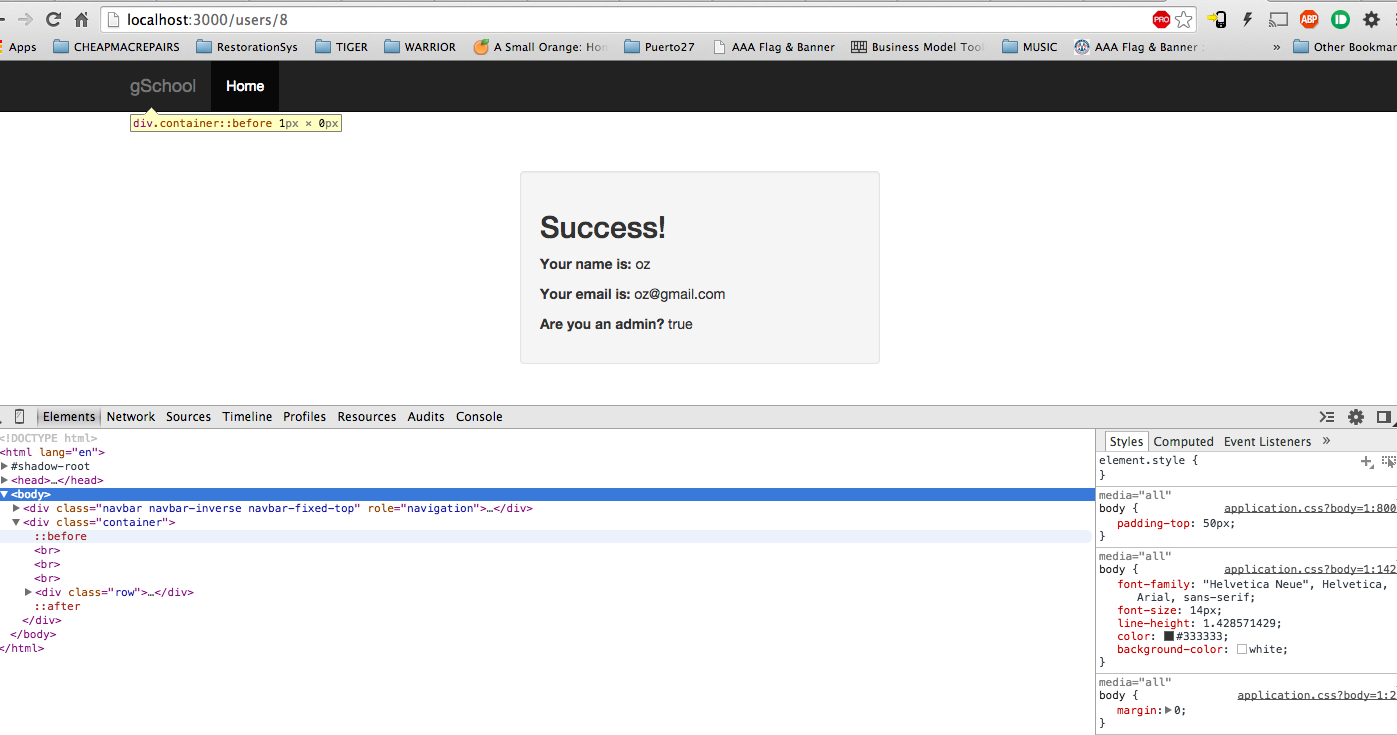 localhost:3000/users/8 PRO ABP
Apps CHEAPMACREPAIRS RestorationSys TIGER WARRIOR A Small Orange: Hom Puerto27 AAA Flag & Banner Business Model Tool MUSIC AAA Flag & Banner » Other Bookmar
gSchool Home
div.container::before 1px × 0px
Success!
Your name is: oz
Your email is: oz@gmail.com
Are you an admin? true
Elements Network Sources Timeline Profiles Resources Audits Console
<!DOCTYPE html>
<html lang="en">
#shadow-root
<head>…</head>
<body>
<div class="navbar navbar-inverse navbar-fixed-top" role="navigation">…</div>
<div class="container">
::before
<br>
<br>
<br>
<div class="row">…</div>
::after
</div>
</body>
</html>
Styles Computed Event Listeners »
element.style {
}
media="all"
body { application.css?body=1:800
padding-top: 50px;
}
media="all"
body { application.css?body=1:142
font-family: "Helvetica Neue", Helvetica,
Arial, sans-serif;
font-size: 14px;
line-height: 1.428571429;
color: #333333;
background-color: white;
}
media="all"
body { application.css?body=1:2
margin: 0;
}